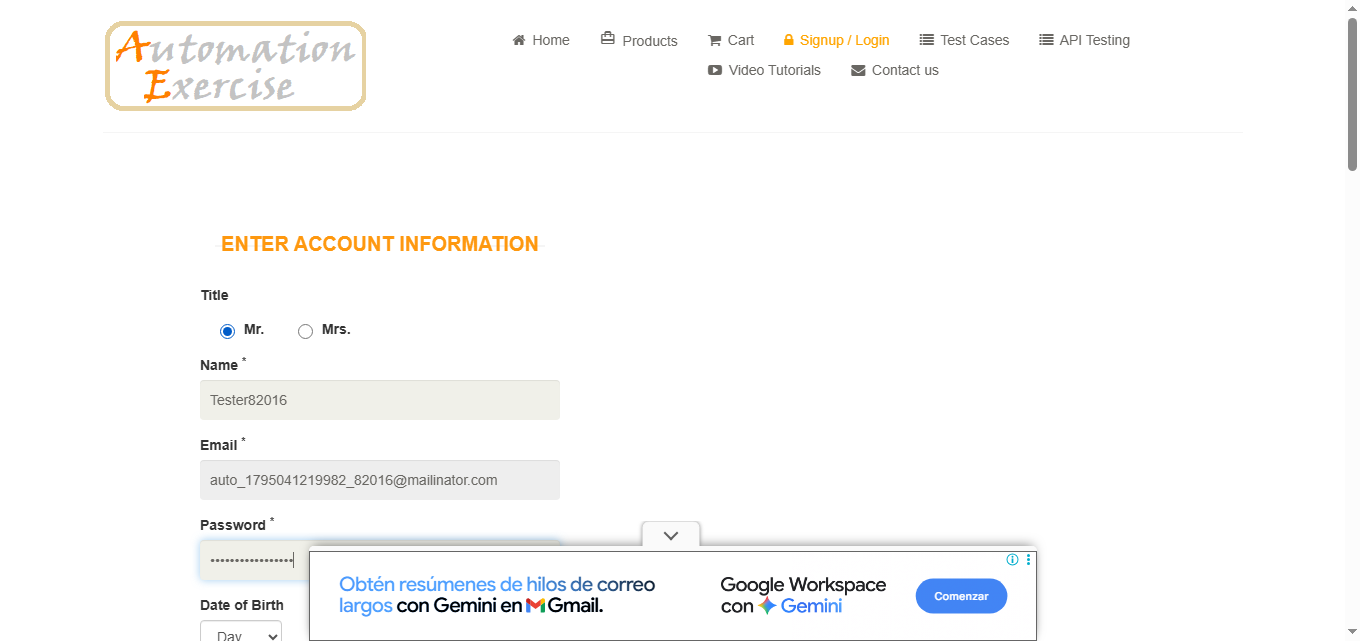 Automation
Exercise
Home
Products
Cart
Signup / Login
Test Cases
API Testing
Video Tutorials
Contact us
ENTER ACCOUNT INFORMATION
Title
Mr.
Mrs.
Name *
Tester82016
Email *
auto_1795041219982_82016@mailinator.com
Password *
Date of Birth
Day
Obtén resúmenes de hilos de correo
largos con Gemini en Gmail.
Google Workspace
con Gemini
Comenzar